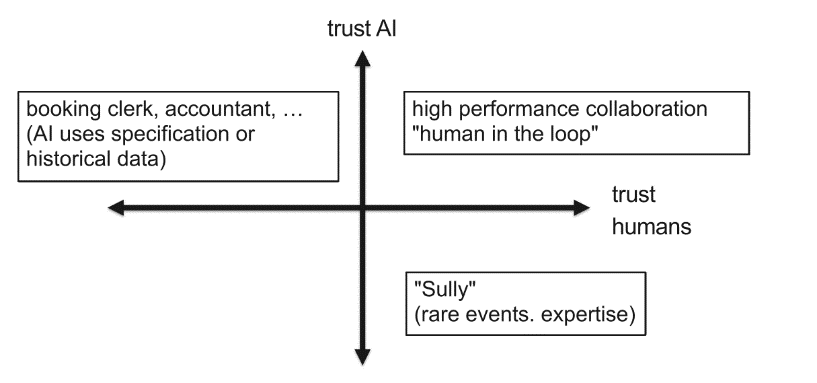 trust AI
booking clerk, accountant, …
(AI uses specification or
historical data)
high performance collaboration
"human in the loop"
trust
humans
"Sully"
(rare events. expertise)